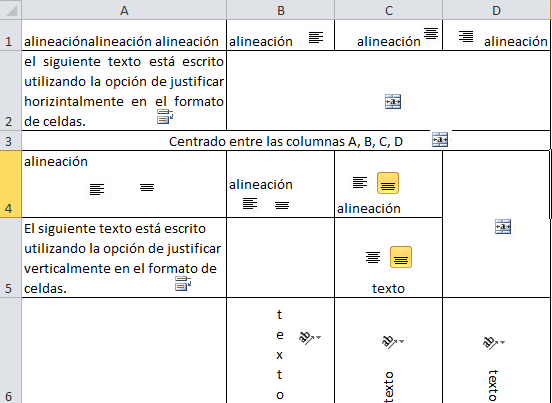 A B C D
1 alineaciónalineación alineación alineación alineación alineación
el siguiente texto está escrito
utilizando la opción de justificar
horizintalmente en el formato
2 de celdas.
3 Centrado entre las columnas A, B, C, D
alineación
alineación
4 alineación
El siguiente texto está escrito
utilizando la opción de justificar
verticalmente en el formato de
5 celdas. texto
6 texto texto texto